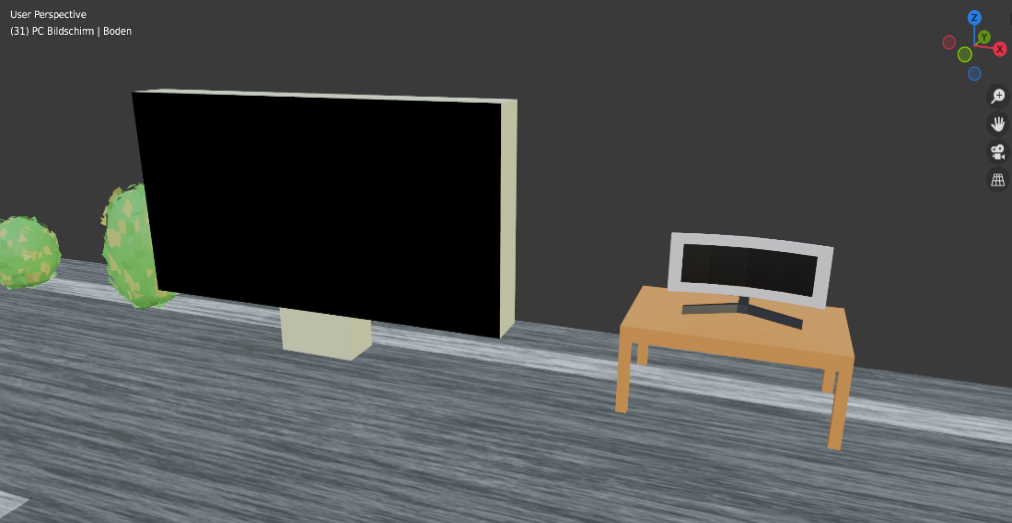 User Perspective
(31) PC Bildschirm | Boden
Z
Y
X